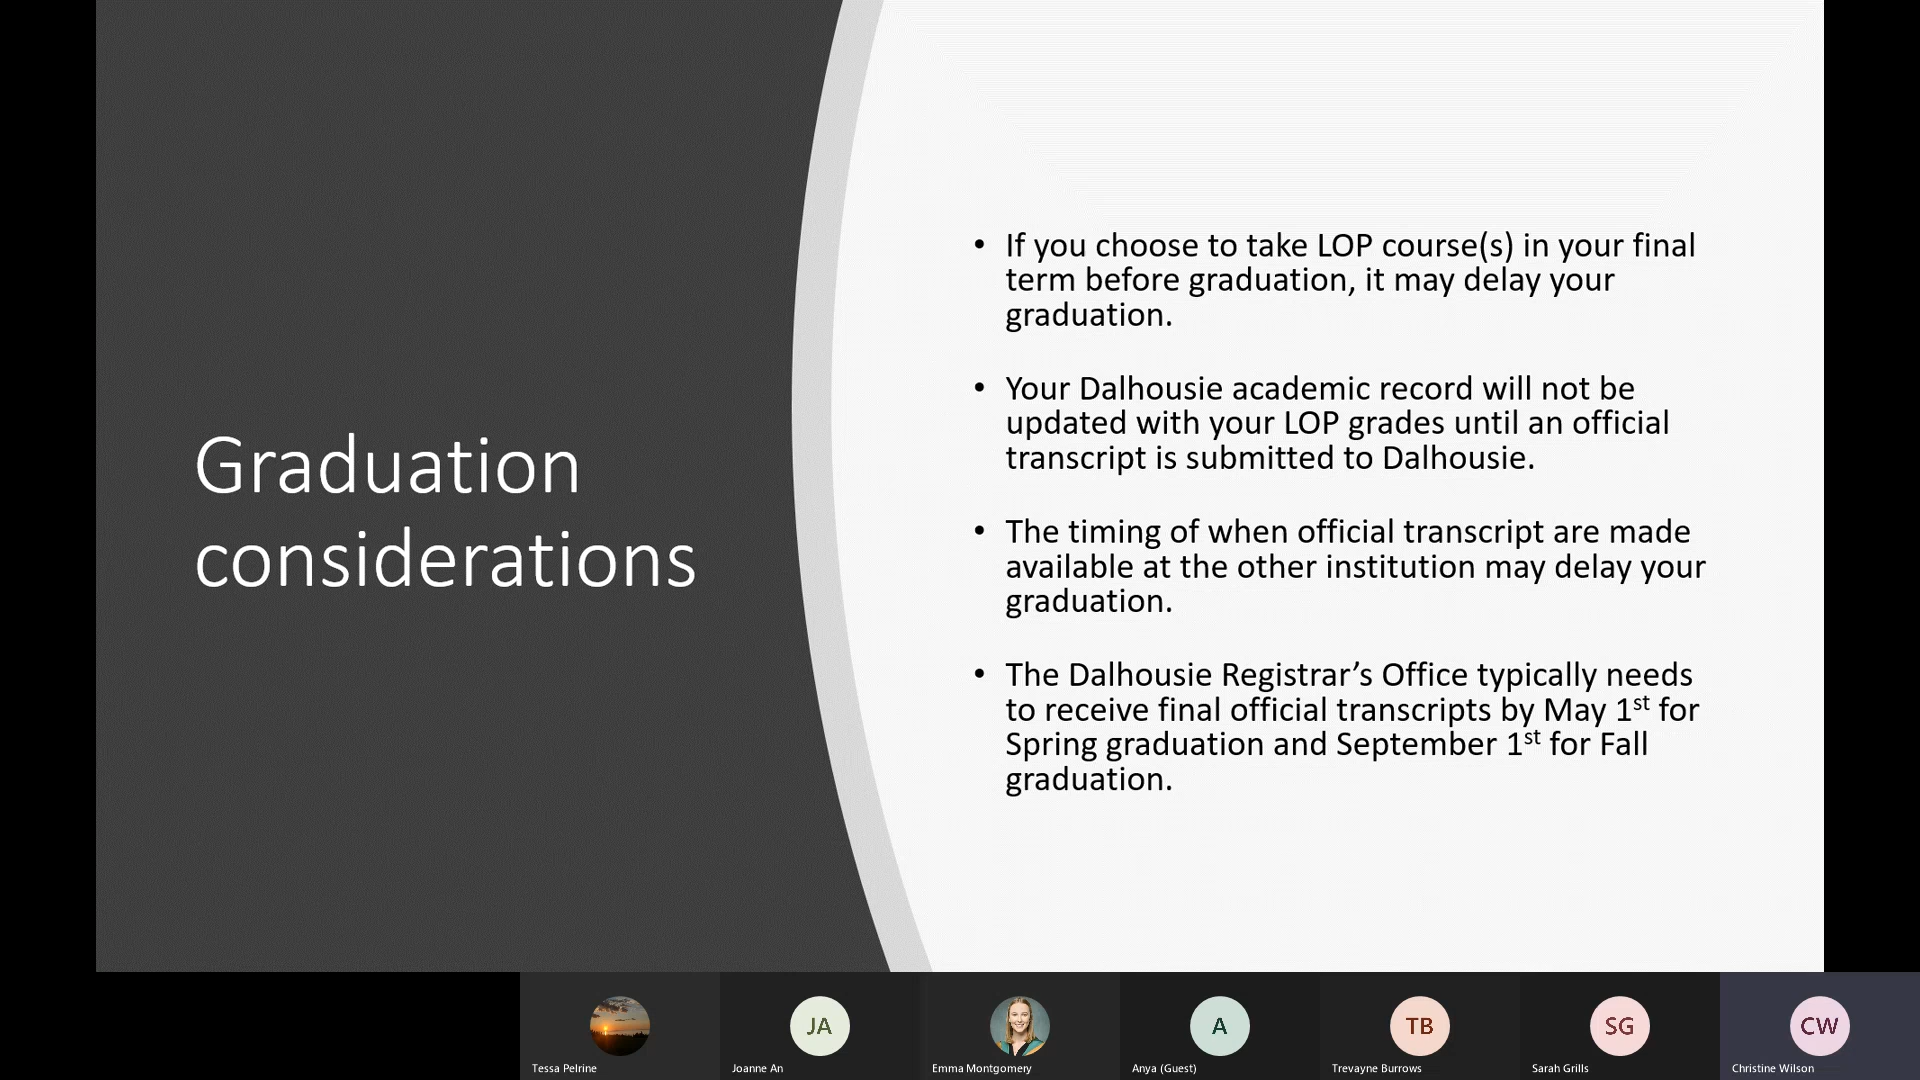 Graduation
considerations
• If you choose to take LOP course(s) in your final
term before graduation, it may delay your
graduation.
• Your Dalhousie academic record will not be
updated with your LOP grades until an official
transcript is submitted to Dalhousie.
• The timing of when official transcript are made
available at the other institution may delay your
graduation.
• The Dalhousie Registrar’s Office typically needs
to receive final official transcripts by May 1st for
Spring graduation and September 1st for Fall
graduation.
JA
A
TB
SG
CW
Tessa Pelrine
Joanne An
Emma Montgomery
Anya (Guest)
Trevayne Burrows
Sarah Grills
Christine Wilson